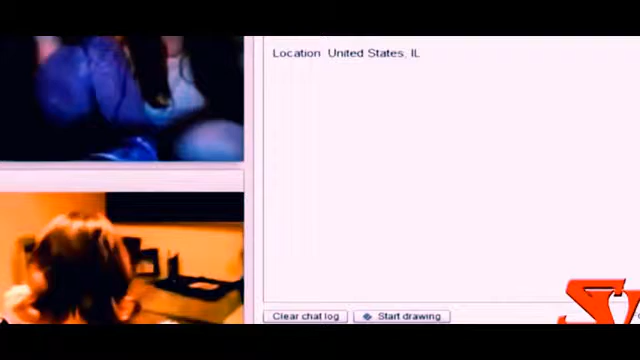 Location United States, IL
Clear chat log
Start drawing